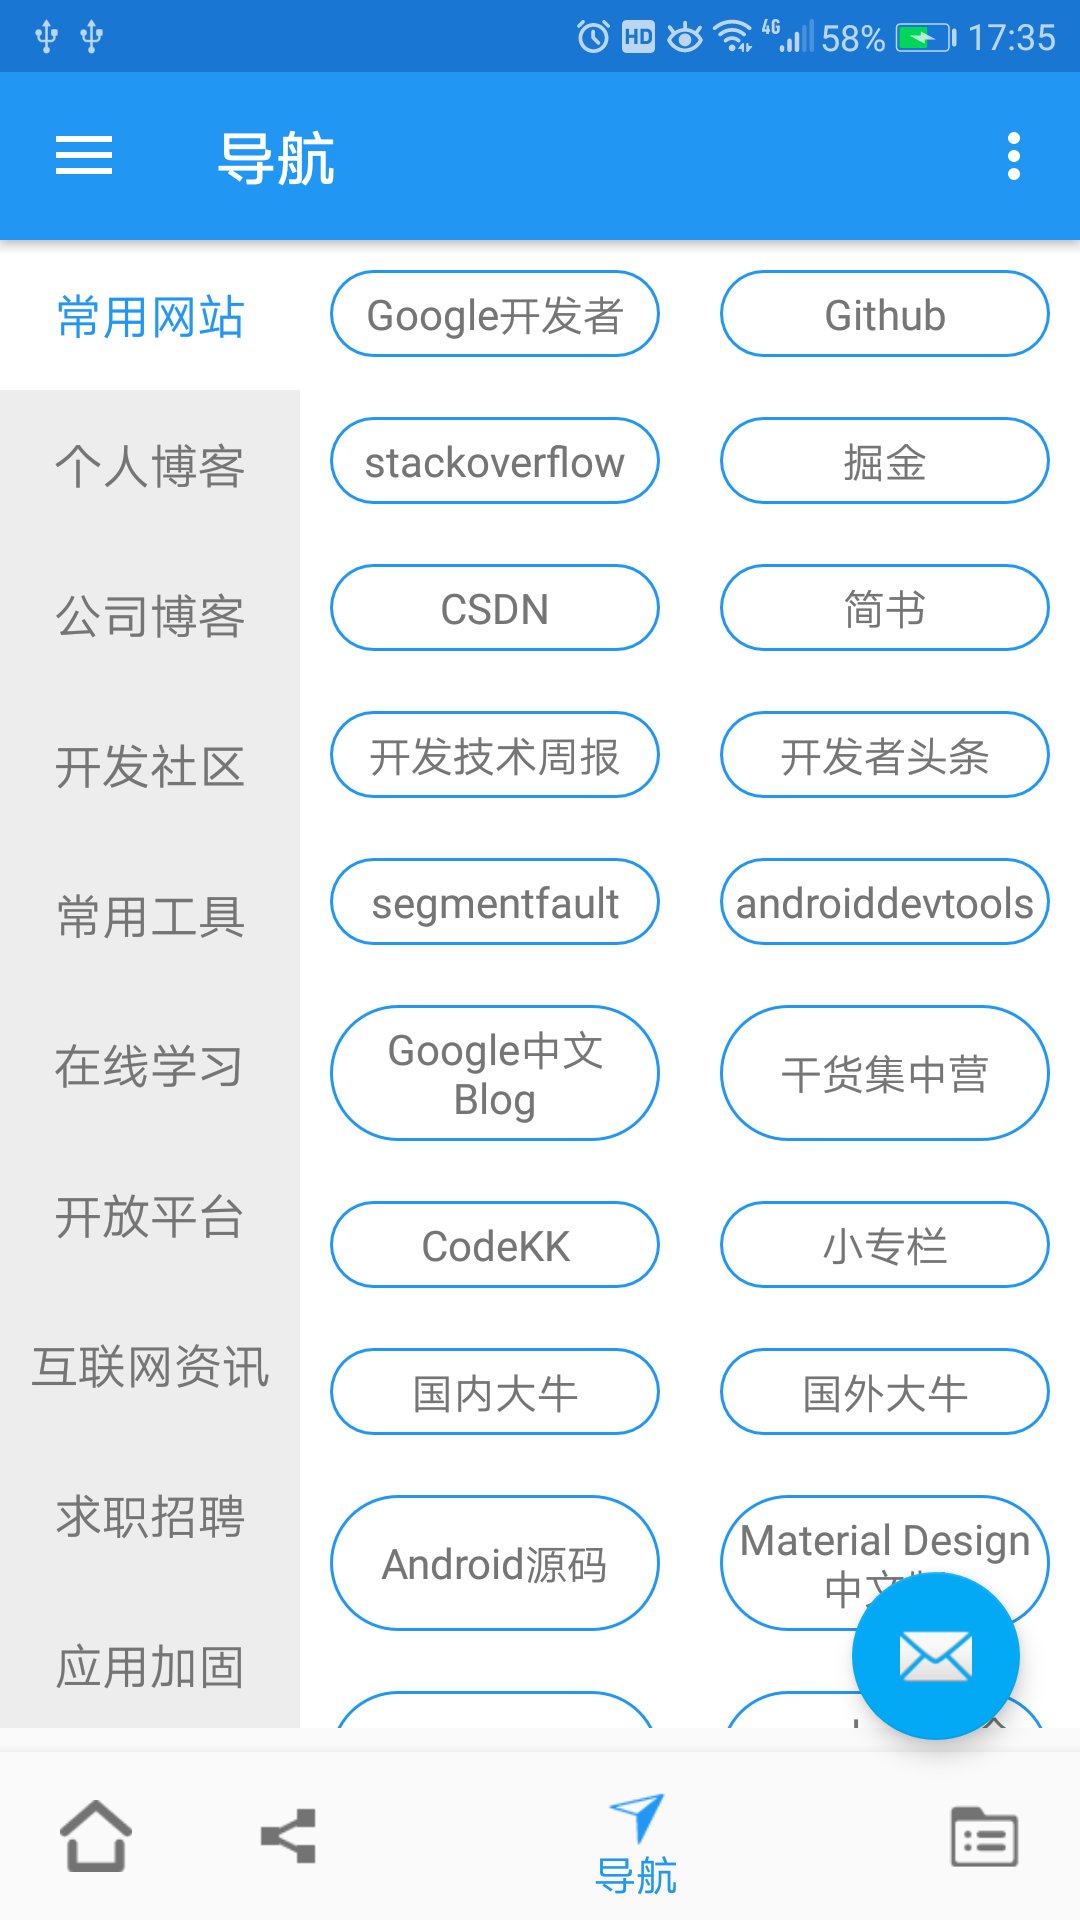 HD
4G
58%
17:35
导航
常用网站
个人博客
公司博客
开发社区
常用工具
在线学习
开放平台
互联网资讯
求职招聘
应用加固
Google开发者
Github
stackoverflow
掘金
CSDN
简书
开发技术周报
开发者头条
segmentfault
androiddevtools
Google中文
Blog
干货集中营
CodeKK
小专栏
国内大牛
国外大牛
Android源码
Material Design
中文
导航